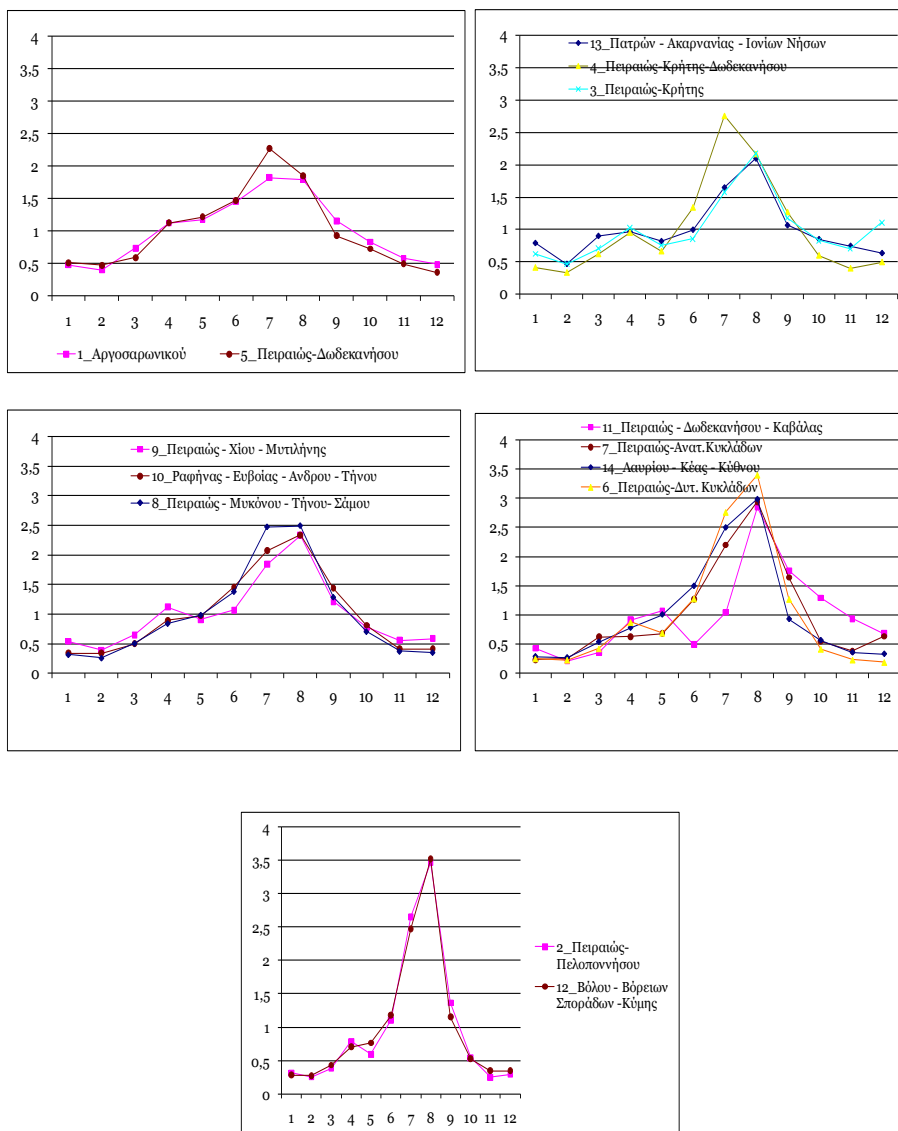 4
3,5
3
2,5
2
1,5
1
0,5
0
1 2 3 4 5 6 7 8 9 10 11 12
1_Αργοσαρωνικού 5_Πειραιώς-Δωδεκανήσου
4
3,5
3
2,5
2
1,5
1
0,5
0
13_Πατρών - Ακαρνανίας - Ιονίων Νήσων
4_Πειραιώς-Κρήτης-Δωδεκανήσου
3_Πειραιώς-Κρήτης
1 2 3 4 5 6 7 8 9 10 11 12
4
3,5
3
2,5
2
1,5
1
0,5
0
9_Πειραιώς - Χίου - Μυτιλήνης
10_Ραφήνας - Ευβοίας - Ανδρου - Τήνου
8_Πειραιώς - Μυκόνου - Τήνου- Σάμου
1 2 3 4 5 6 7 8 9 10 11 12
4
3,5
3
2,5
2
1,5
1
0,5
0
11_Πειραιώς - Δωδεκανήσου - Καβάλας
7_Πειραιώς-Ανατ.Κυκλάδων
14_Λαυρίου - Κέας - Κύθνου
6_Πειραιώς-Δυτ. Κυκλάδων
1 2 3 4 5 6 7 8 9 10 11 12
4
3,5
3
2,5
2
1,5
1
0,5
0
1 2 3 4 5 6 7 8 9 10 11 12
2_Πειραιώς-
Πελοποννήσου
12_Βόλου - Βόρειων
Σποράδων -Κύμης